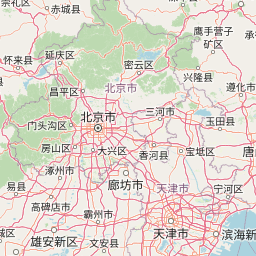 崇礼区
赤城县
鹰手营子
矿区
怀来县
延庆区
密云区
兴隆县
北京市
昌平区
遵化市
北京市
三河市
玉田县
门头沟区
唐
大兴区
香河县
宝坻区
房山区
涿州市
廊坊市
天津市
宁河区
易县
高碑店市
霸州市
雄安新区
文安县
天津市
滨海新